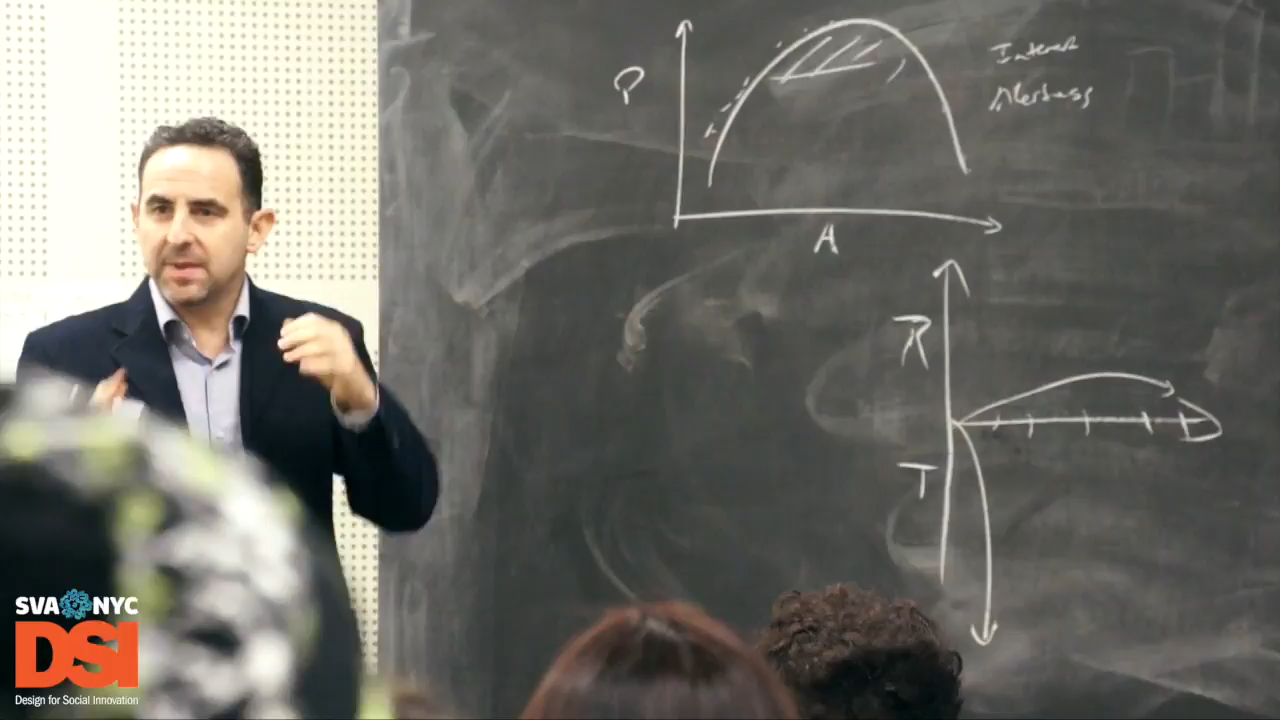 P
A
Interest
Alertness
R
T
SVA NYC
DSI
Design for Social Innovation